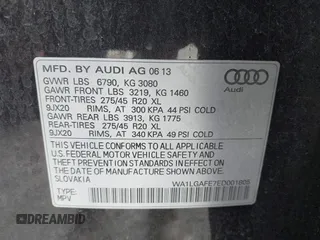 MFD. BY AUDI AG 06 13
GVWR LBS 6790, KG 3080
GAWR FRONT LBS 3219, KG 1460
FRONT-TIRES 275/45 R20 XL
9JX20 RIMS, AT 300 KPA 44 PSI COLD
GAWR REAR LBS 3913, KG 1775
REAR-TIRES 275/45 R20 XL
9JX20 RIMS, AT 340 KPA 49 PSI COLD
Audi
THIS VEHICLE CONFORMS TO ALL APPLICABLE
U.S. FEDERAL MOTOR VEHICLE SAFETY STANDARDS IN EFFECT
ON THE DATE OF MANUFACTURE SHOWN ABOVE.
SLOVAKIA
WA1LGAFE7ED001005
TYPE:
MPV
DREAMBID